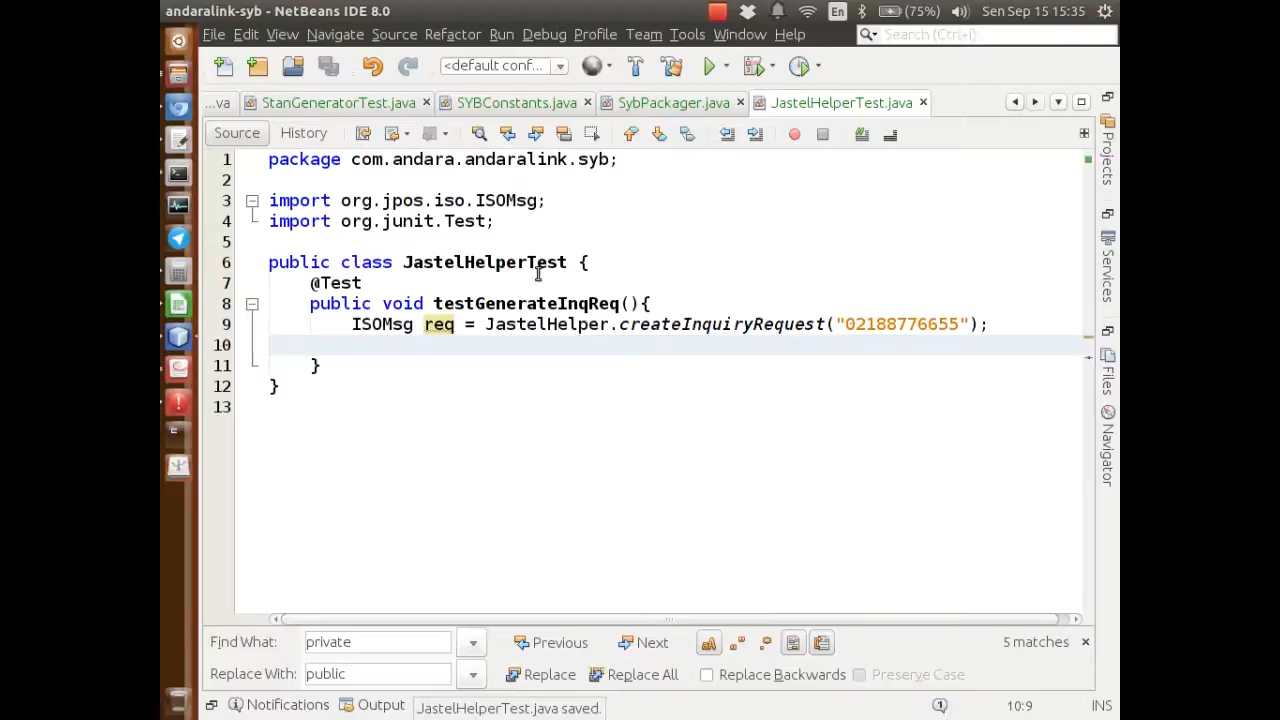 andaralink-syb - NetBeans IDE 8.0
En
(75%)
Sen Sep 15 15:35
File Edit View Navigate Source Refactor Run Debug Profile Team Tools Window Help
Search (Ctrl+I)
<default conf...
...va
StanGeneratorTest.java
SYBConstants.java
SybPackager.java
JastelHelperTest.java
Source History
1 package com.andara.andaralink.syb;
2
3 import org.jpos.iso.ISOMsg;
4 import org.junit.Test;
5
6 public class JastelHelperTest {
7 @Test
8 public void testGenerateInqReq(){
9 ISOMsg req = JastelHelper.createInquiryRequest("02188776655");
10
11 }
12 }
13
Projects
Services
Files
Navigator
Find What: private Previous Next 5 matches
Replace With: public Replace Replace All Replace Backwards Preserve Case
Notifications Output JastelHelperTest.java saved. 1 10:9 INS